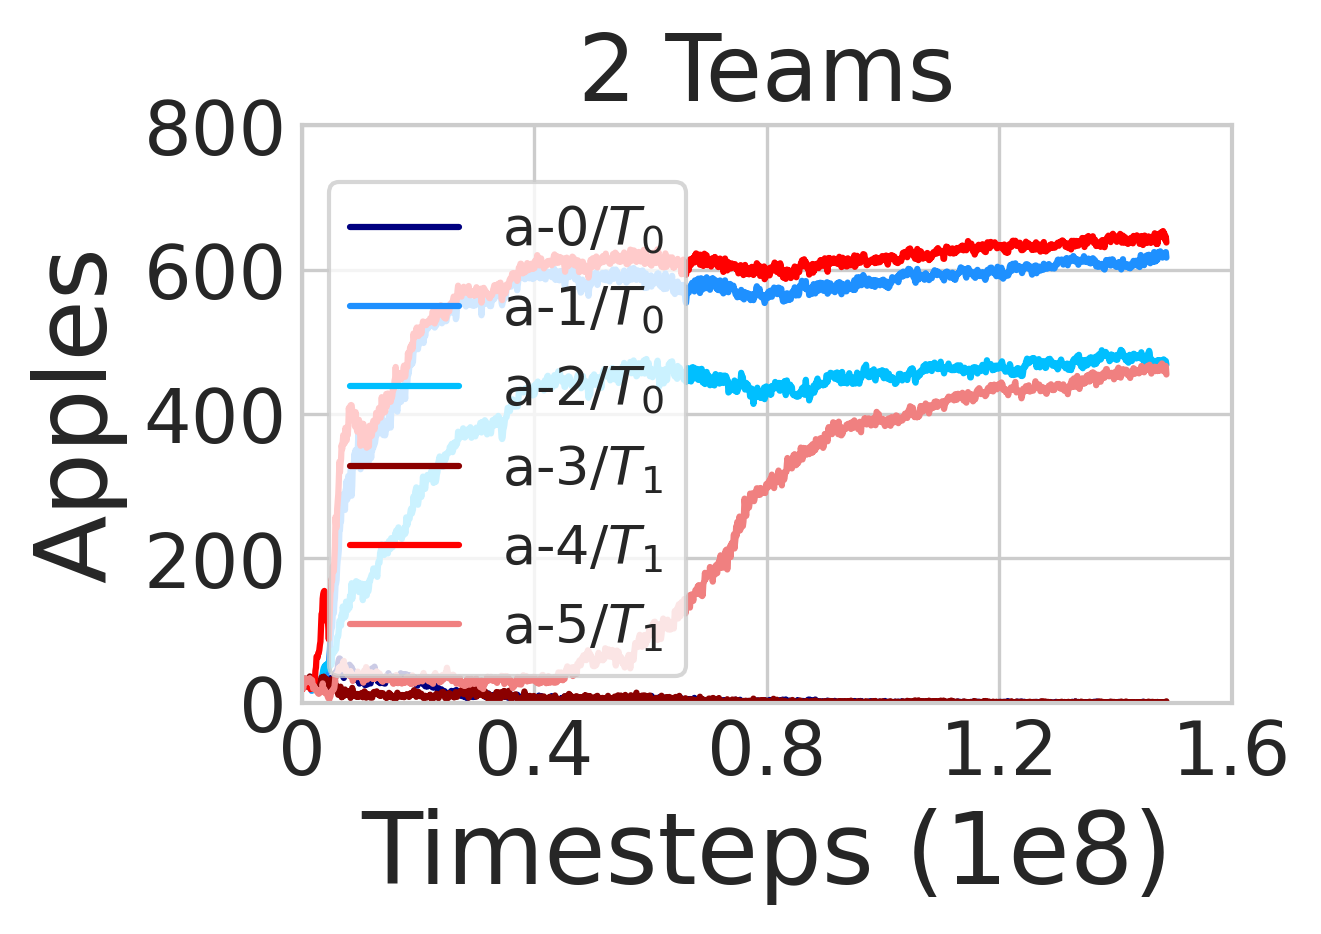 2 Teams
800
600
400
200
0
Apples
a-0/T₀
a-1/T₀
a-2/T₀
a-3/T₁
a-4/T₁
a-5/T₁
0 0.4 0.8 1.2 1.6
Timesteps (1e8)